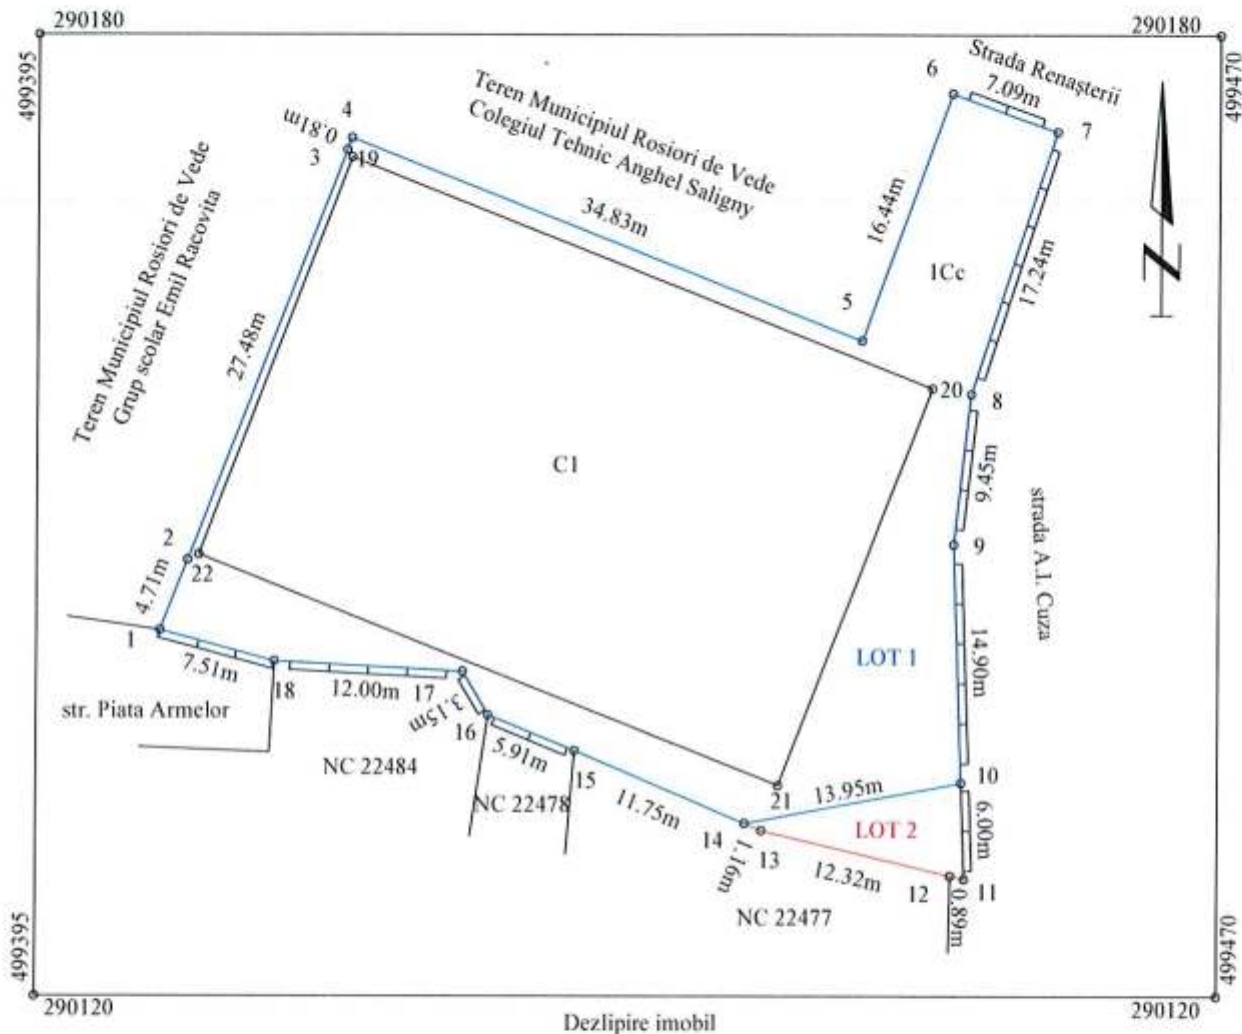 290180
290180
499395
499470
Strada Renașterii
6
7.09m
7
4
0.81m
3
19
Teren Municipiul Rosiori de Vede
Colegiul Tehnic Anghel Saligny
34.83m
16.44m
1Cc
17.24m
N
Teren Municipiul Rosiori de Vede
Grup scolar Emil Racovita
27.48m
5
20
8
C1
9.45m
strada A.I. Cuza
9
2
22
4.71m
1
7.51m
18
12.00m
17
3.15m
16
5.91m
15
LOT 1
14.90m
str. Piata Armelor
NC 22484
NC 22478
11.75m
21
13.95m
10
14
13
1.16m
LOT 2
6.00m
12.32m
12
11
0.89m
NC 22477
499395
499470
290120
290120
Dezlipire imobil